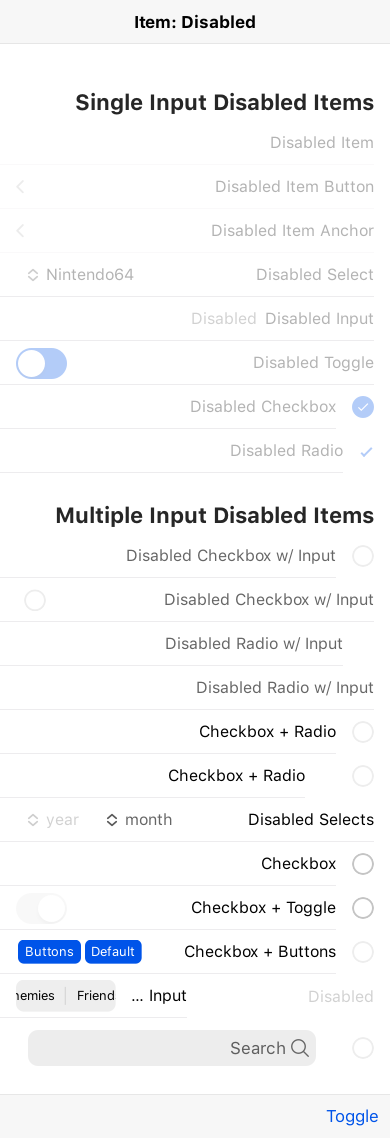 Item: Disabled
Single Input Disabled Items
Disabled Item
Disabled Item Button
Disabled Item Anchor
Disabled Select Nintendo64
Disabled Input Disabled
Disabled Toggle
Disabled Checkbox
Disabled Radio
Multiple Input Disabled Items
Disabled Checkbox w/ Input
Disabled Checkbox w/ Input
Disabled Radio w/ Input
Disabled Radio w/ Input
Checkbox + Radio
Checkbox + Radio
Disabled Selects month year
Checkbox
Checkbox + Toggle
Checkbox + Buttons Default Buttons
Disabled Input ... Friend nemies
Search
Toggle